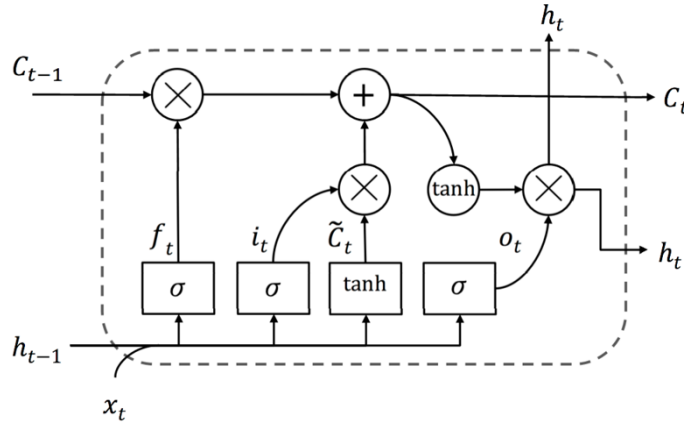 h_t
C_{t-1}
×
+
C_t
tanh
×
×
f_t
i_t
C̃_t
o_t
h_t
σ
σ
tanh
σ
h_{t-1}
x_t